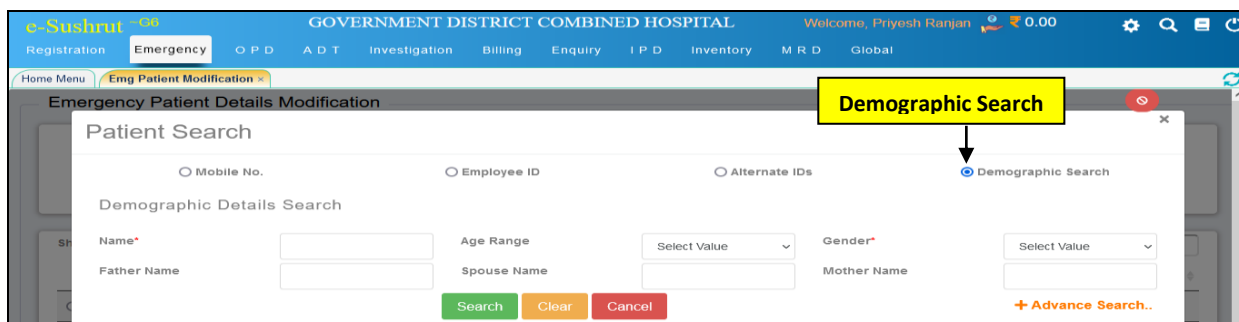 e-Sushrut ~G6 GOVERNMENT DISTRICT COMBINED HOSPITAL Welcome, Priyesh Ranjan ₹ 0.00
Registration Emergency O P D A D T Investigation Billing Enquiry I P D Inventory M R D Global
Home Menu Emg Patient Modification ×
Emergency Patient Details Modification
Demographic Search
Patient Search ×
Mobile No. Employee ID Alternate IDs Demographic Search
Demographic Details Search
Sh
Name* Age Range Select Value Gender* Select Value
Father Name Spouse Name Mother Name
Search Clear Cancel + Advance Search..